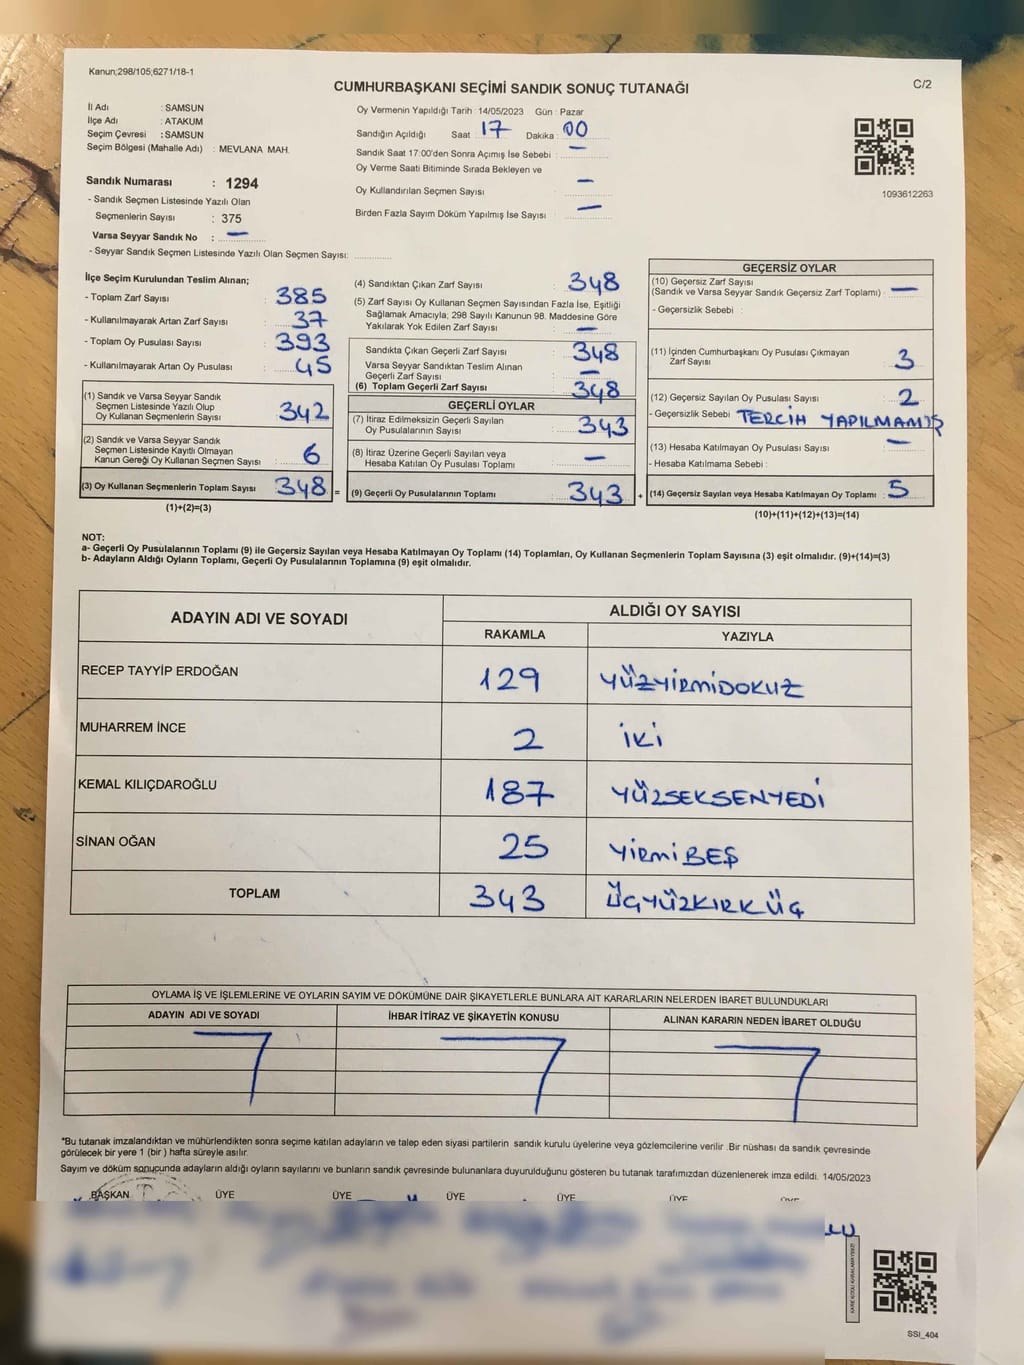 Kanun;298/105;6271/18-1
C/2
CUMHURBAŞKANI SEÇİMİ SANDIK SONUÇ TUTANAĞI
İl Adı : SAMSUN
İlçe Adı : ATAKUM
Seçim Çevresi : SAMSUN
Seçim Bölgesi (Mahalle Adı) : MEVLANA MAH.
Sandık Numarası : 1294
- Sandık Seçmen Listesinde Yazılı Olan
Seçmenlerin Sayısı : 375
Varsa Seyyar Sandık No : —
- Seyyar Sandık Seçmen Listesinde Yazılı Olan Seçmen Sayısı:
Oy Vermenin Yapıldığı Tarih : 14/05/2023 Gün : Pazar
Sandığın Açıldığı Saat : 17 Dakika : 00
Sandık Saat 17:00'den Sonra Açımış İse Sebebi : —
Oy Verme Saati Bitiminde Sırada Bekleyen ve
Oy Kullandırılan Seçmen Sayısı —
Birden Fazla Sayım Döküm Yapılmış İse Sayısı —
1093612263
İlçe Seçim Kurulundan Teslim Alınan;
- Toplam Zarf Sayısı : 385
- Kullanılmayarak Artan Zarf Sayısı : 37
- Toplam Oy Pusulası Sayısı : 393
- Kullanılmayarak Artan Oy Pusulası : 45
(1) Sandık ve Varsa Seyyar Sandık
Seçmen Listesinde Yazılı Olup
Oy Kullanan Seçmenlerin Sayısı : 342
(2) Sandık ve Varsa Seyyar Sandık
Seçmen Listesinde Kayıtlı Olmayan
Kanun Gereği Oy Kullanan Seçmen Sayısı : 6
(3) Oy Kullanan Seçmenlerin Toplam Sayısı : 348 =
(1)+(2)=(3)
(4) Sandıktan Çıkan Zarf Sayısı : 348
(5) Zarf Sayısı Oy Kullanan Seçmen Sayısından Fazla İse, Eşitliği
Sağlamak Amacıyla; 298 Sayılı Kanunun 98. Maddesine Göre
Yakılarak Yok Edilen Zarf Sayısı : —
Sandıkta Çıkan Geçerli Zarf Sayısı : 348
Varsa Seyyar Sandıktan Teslim Alınan
Geçerli Zarf Sayısı : —
(6) Toplam Geçerli Zarf Sayısı : 348
GEÇERLİ OYLAR
(7) İtiraz Edilmeksizin Geçerli Sayılan
Oy Pusulalarının Sayısı : 343
(8) İtiraz Üzerine Geçerli Sayılan veya
Hesaba Katılan Oy Pusulası Toplamı : —
(9) Geçerli Oy Pusulalarının Toplamı : 343 +
GEÇERSİZ OYLAR
(10) Geçersiz Zarf Sayısı
(Sandık ve Varsa Seyyar Sandık Geçersiz Zarf Toplamı) : —
- Geçersizlik Sebebi :
(11) İçinden Cumhurbaşkanı Oy Pusulası Çıkmayan
Zarf Sayısı : 3
(12) Geçersiz Sayılan Oy Pusulası Sayısı : 2
- Geçersizlik Sebebi : TERCİH YAPILMAMIŞ
(13) Hesaba Katılmayan Oy Pusulası Sayısı : —
- Hesaba Katılmama Sebebi :
(14) Geçersiz Sayılan veya Hesaba Katılmayan Oy Toplamı : 5
(10)+(11)+(12)+(13)=(14)
NOT:
a- Geçerli Oy Pusulalarının Toplamı (9) ile Geçersiz Sayılan veya Hesaba Katılmayan Oy Toplamı (14) Toplamları, Oy Kullanan Seçmenlerin Toplam Sayısına (3) eşit olmalıdır. (9)+(14)=(3)
b- Adayların Aldığı Oyların Toplamı, Geçerli Oy Pusulalarının Toplamına (9) eşit olmalıdır.
ADAYIN ADI VE SOYADI ALDIĞI OY SAYISI
RAKAMLA YAZIYLA
RECEP TAYYİP ERDOĞAN 129 YÜZYİRMİDOKUZ
MUHARREM İNCE 2 İKİ
KEMAL KILIÇDAROĞLU 187 YÜZSEKSENYEDİ
SİNAN OĞAN 25 YİRMİBEŞ
TOPLAM 343 ÜÇYÜZKIRKÜÇ
OYLAMA İŞ VE İŞLEMLERİNE VE OYLARIN SAYIM VE DÖKÜMÜNE DAİR ŞİKAYETLERLE BUNLARA AİT KARARLARIN NELERDEN İBARET BULUNDUKLARI
ADAYIN ADI VE SOYADI İHBAR İTİRAZ VE ŞİKAYETİN KONUSU ALINAN KARARIN NEDEN İBARET OLDUĞU
*Bu tutanak imzalandıktan ve mühürlendikten sonra seçime katılan adayların ve talep eden siyasi partilerin sandık kurulu üyelerine veya gözlemcilerine verilir .Bir nüshası da sandık çevresinde
görülecek bir yere 1 (bir ) hafta süreyle asılır.
Sayım ve döküm sonucunda adayların aldığı oyların sayılarını ve bunların sandık çevresinde bulunanlara duyurulduğunu gösteren bu tutanak tarafımızdan düzenlenerek imza edildi. 14/05/2023
BAŞKAN ÜYE ÜYE ÜYE ÜYE ÜYE ÜYE
SSI_404